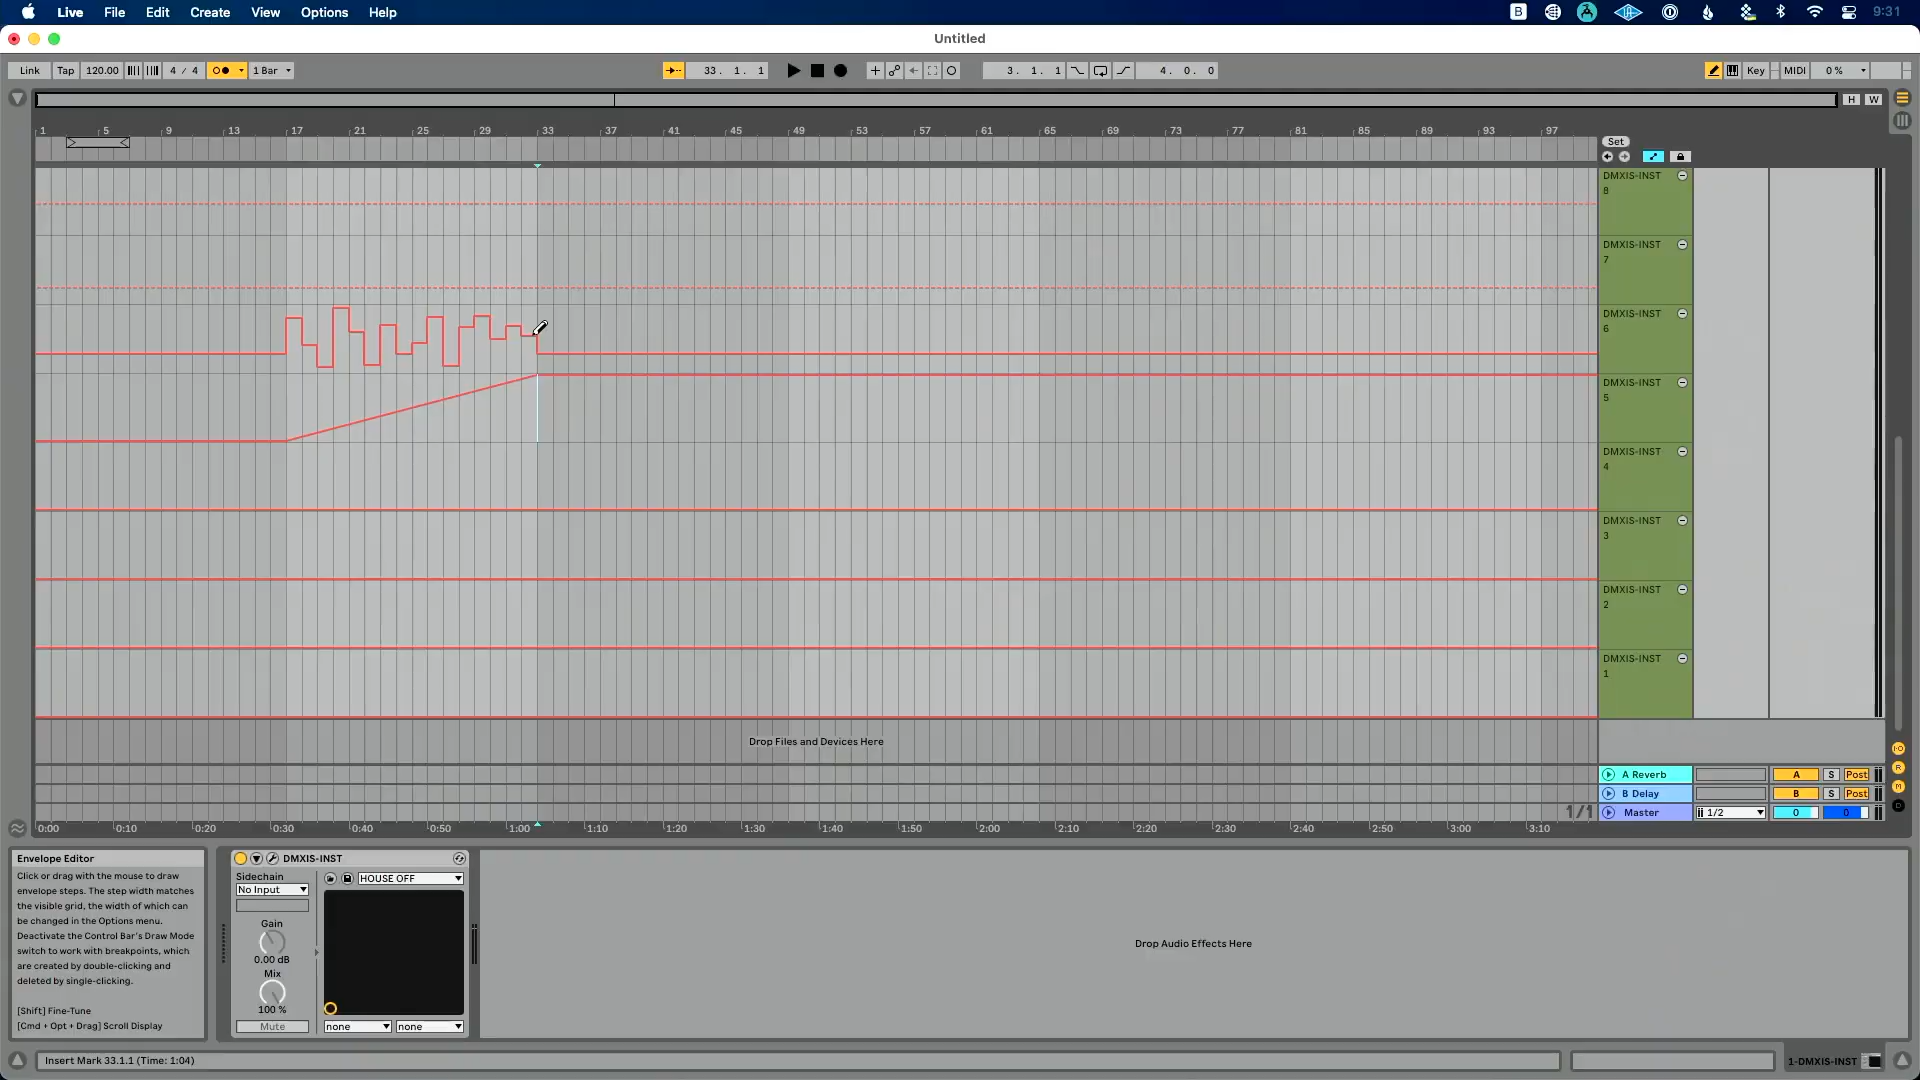 Live File Edit Create View Options Help
B
9:31
Untitled
Link Tap 120.00 4 / 4 1 Bar 33. 1. 1 3. 1. 1 4. 0. 0 Key MIDI 0 %
H W
1 5 9 13 17 21 25 29 33 37 41 45 49 53 57 61 65 69 73 77 81 85 89 93 97
Set
DMXIS-INST
8
DMXIS-INST
7
DMXIS-INST
6
DMXIS-INST
5
DMXIS-INST
4
DMXIS-INST
3
DMXIS-INST
2
DMXIS-INST
1
Drop Files and Devices Here
A Reverb A S Post
B Delay B S Post
1/1 Master 1/2 0 0
I·O
R
M
D
0:00 0:10 0:20 0:30 0:40 0:50 1:00 1:10 1:20 1:30 1:40 1:50 2:00 2:10 2:20 2:30 2:40 2:50 3:00 3:10
Envelope Editor
Click or drag with the mouse to draw
envelope steps. The step width matches
the visible grid, the width of which can
be changed in the Options menu.
Deactivate the Control Bar's Draw Mode
switch to work with breakpoints, which
are created by double-clicking and
deleted by single-clicking.
[Shift] Fine-Tune
[Cmd + Opt + Drag] Scroll Display
DMXIS-INST
Sidechain
No Input
HOUSE OFF
Gain
0.00 dB
Mix
100 %
Mute
none none
Drop Audio Effects Here
Insert Mark 33.1.1 (Time: 1:04)
1-DMXIS-INST